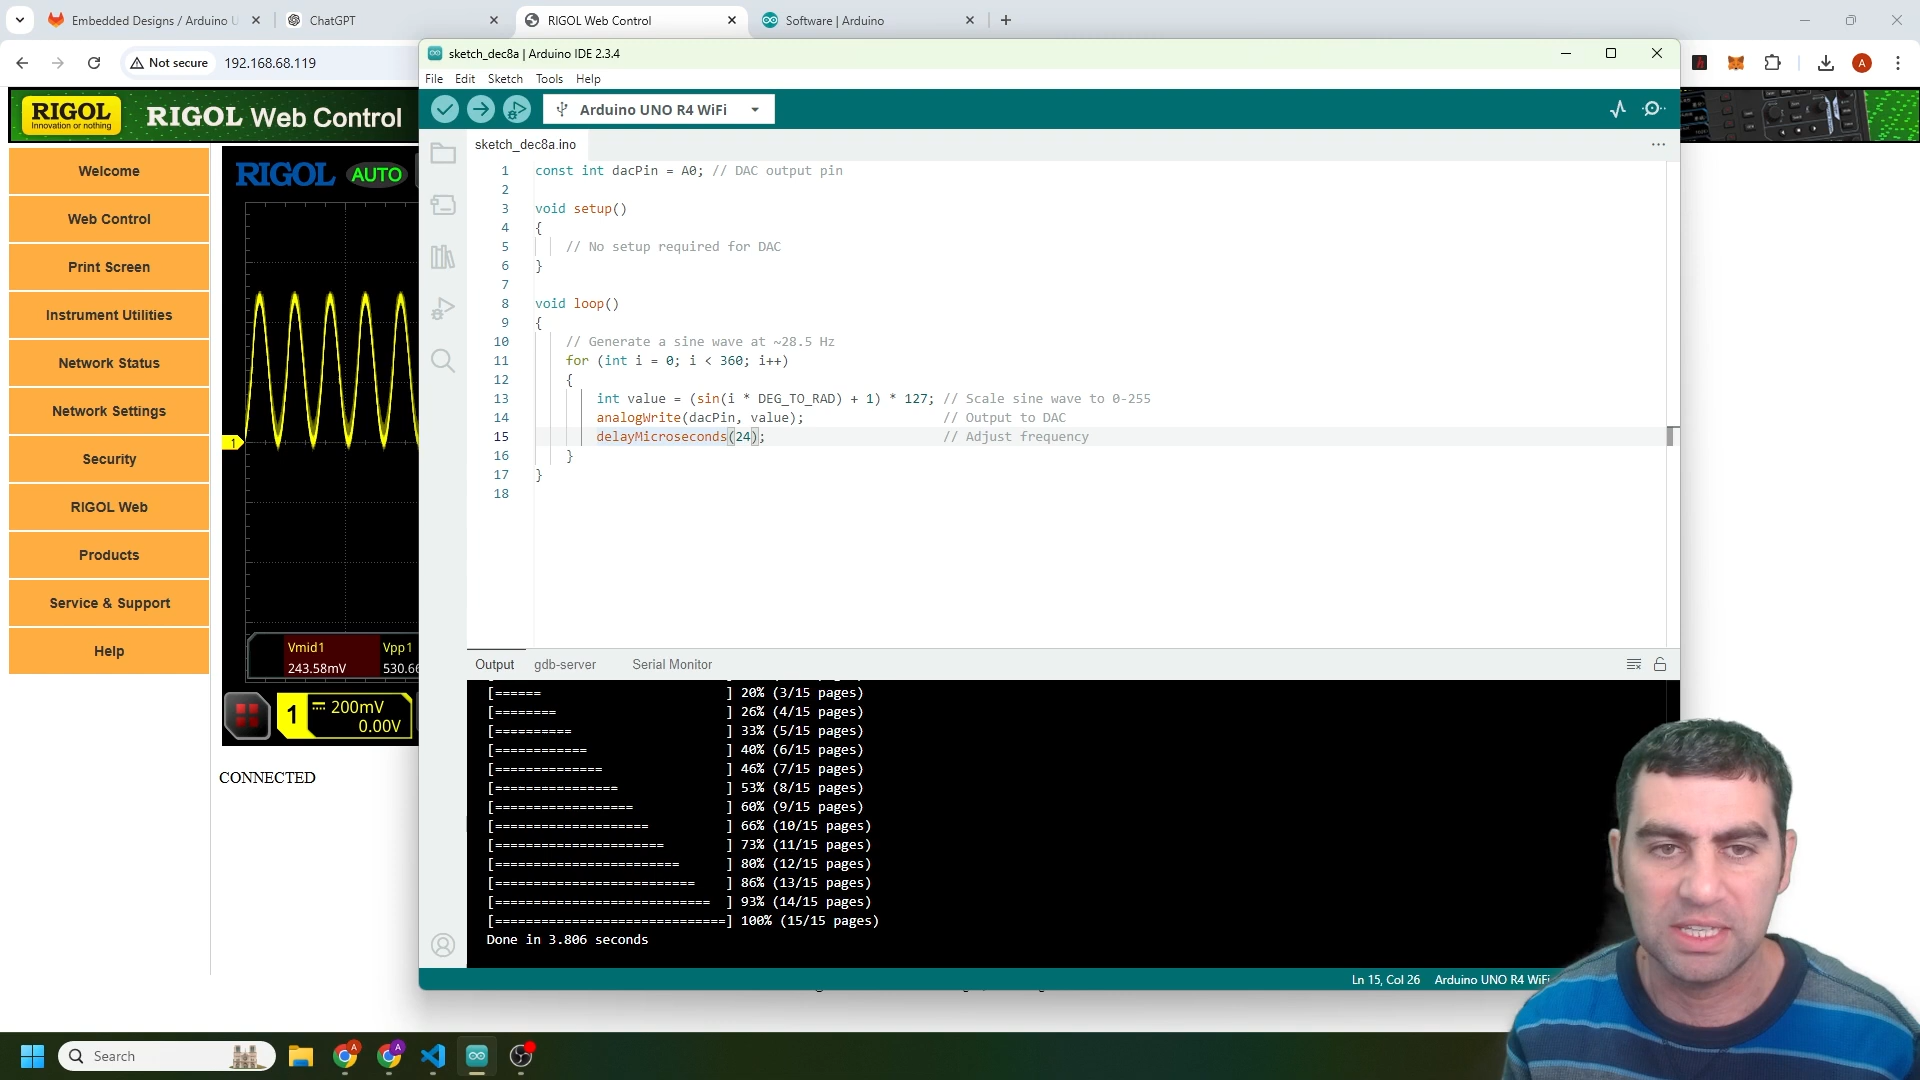 Embedded Designs / Arduino U
ChatGPT
RIGOL Web Control
Software | Arduino
Not secure
192.168.68.119
A
RIGOL
Innovation or nothing
RIGOL Web Control
Welcome
Web Control
Print Screen
Instrument Utilities
Network Status
Network Settings
Security
RIGOL Web
Products
Service & Support
Help
RIGOL AUTO
1
Vmid1
243.58mV
Vpp1
530.66
1
200mV
0.00V
CONNECTED
sketch_dec8a | Arduino IDE 2.3.4
File Edit Sketch Tools Help
Arduino UNO R4 WiFi
sketch_dec8a.ino
1 const int dacPin = A0; // DAC output pin
2
3 void setup()
4 {
5 // No setup required for DAC
6 }
7
8 void loop()
9 {
10 // Generate a sine wave at ~28.5 Hz
11 for (int i = 0; i < 360; i++)
12 {
13 int value = (sin(i * DEG_TO_RAD) + 1) * 127; // Scale sine wave to 0-255
14 analogWrite(dacPin, value); // Output to DAC
15 delayMicroseconds(24); // Adjust frequency
16 }
17 }
18
Output gdb-server Serial Monitor
[====== ] 20% (3/15 pages)
[======== ] 26% (4/15 pages)
[========== ] 33% (5/15 pages)
[============ ] 40% (6/15 pages)
[============== ] 46% (7/15 pages)
[================ ] 53% (8/15 pages)
[================== ] 60% (9/15 pages)
[==================== ] 66% (10/15 pages)
[====================== ] 73% (11/15 pages)
[======================== ] 80% (12/15 pages)
[========================== ] 86% (13/15 pages)
[============================ ] 93% (14/15 pages)
[==============================] 100% (15/15 pages)
Done in 3.806 seconds
Ln 15, Col 26 Arduino UNO R4 WiFi
Search
A
A